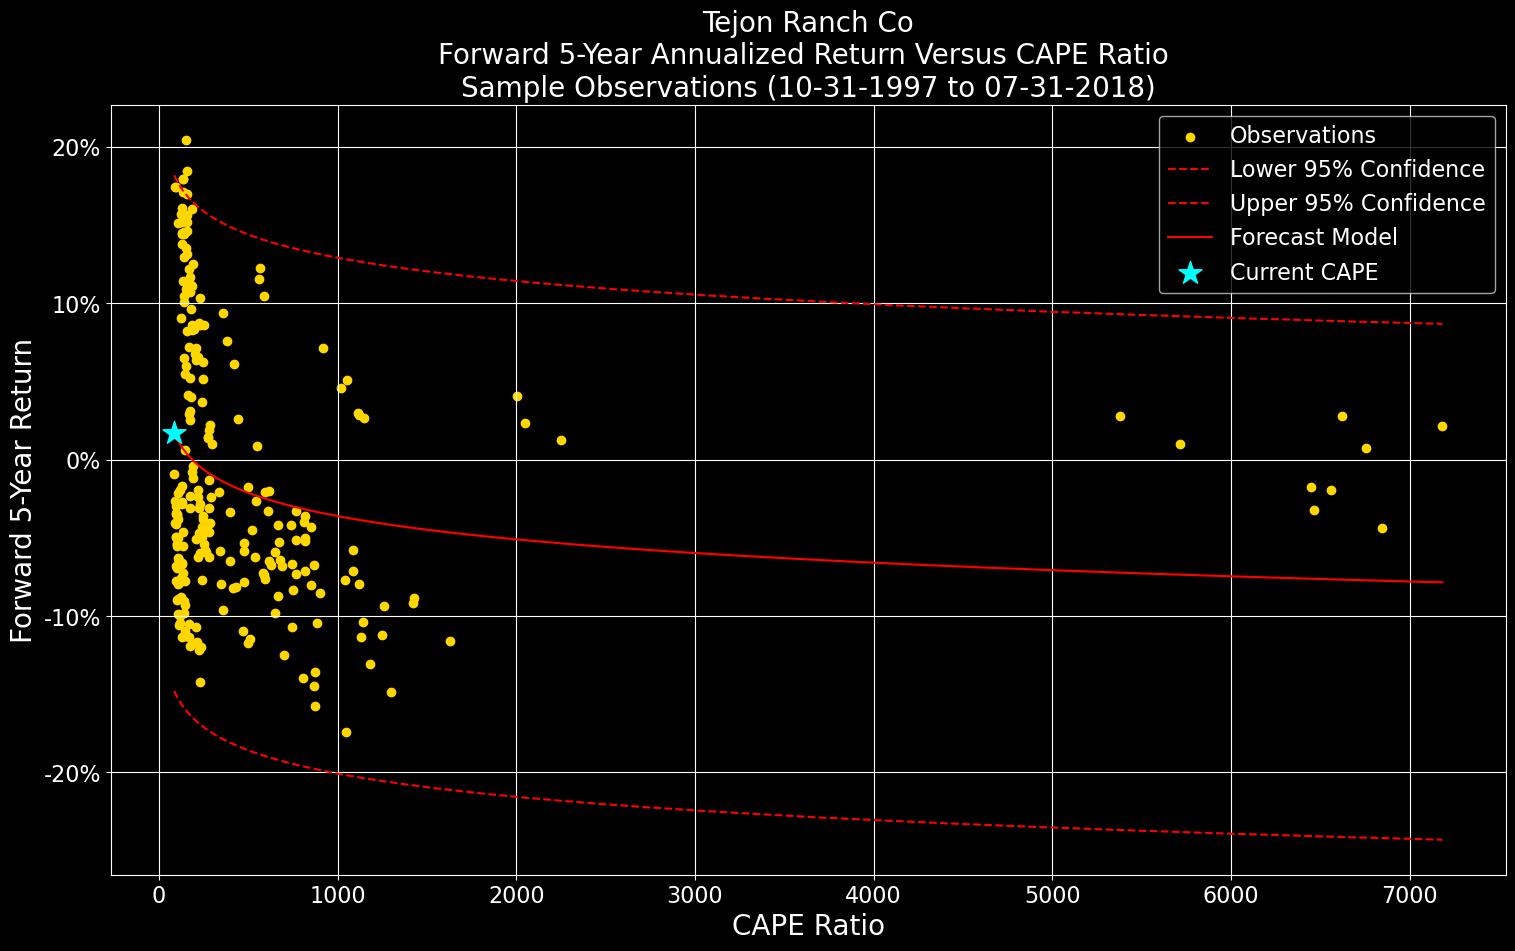 Tejon Ranch Co
Forward 5-Year Annualized Return Versus CAPE Ratio
Sample Observations (10-31-1997 to 07-31-2018)
Observations
Lower 95% Confidence
Upper 95% Confidence
Forecast Model
Current CAPE
Forward 5-Year Return
20%
10%
0%
-10%
-20%
0 1000 2000 3000 4000 5000 6000 7000
CAPE Ratio